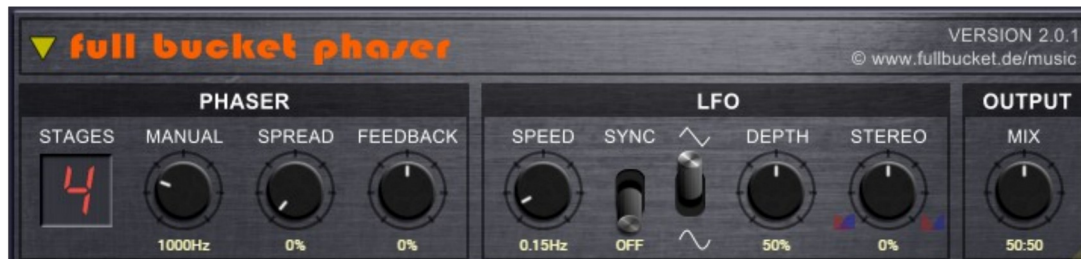 full bucket phaser
VERSION 2.0.1
© www.fullbucket.de/music
PHASER
STAGES MANUAL SPREAD FEEDBACK
4
1000Hz 0% 0%
LFO
SPEED SYNC DEPTH STEREO
0.15Hz OFF 50% 0%
OUTPUT
MIX
50:50